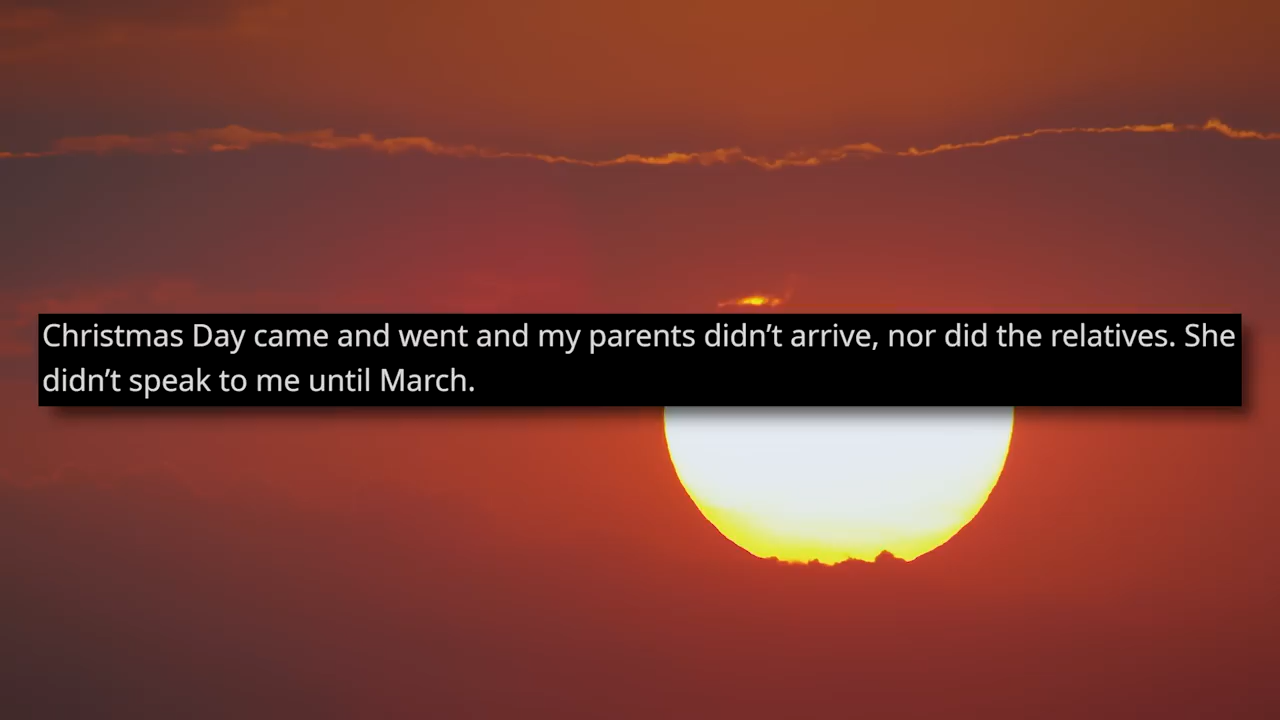 Christmas Day came and went and my parents didn’t arrive, nor did the relatives. She
didn’t speak to me until March.